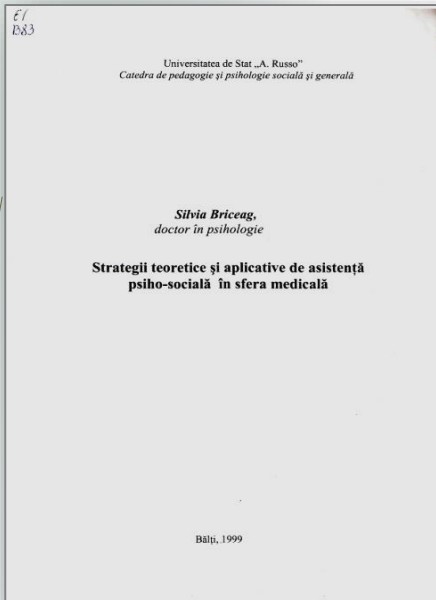 E1
B83
Universitatea de Stat „A. Russo”
Catedra de pedagogie şi psihologie socială şi generală
Silvia Briceag,
doctor în psihologie
Strategii teoretice şi aplicative de asistenţă
psiho-socială în sfera medicală
Bălţi, 1999